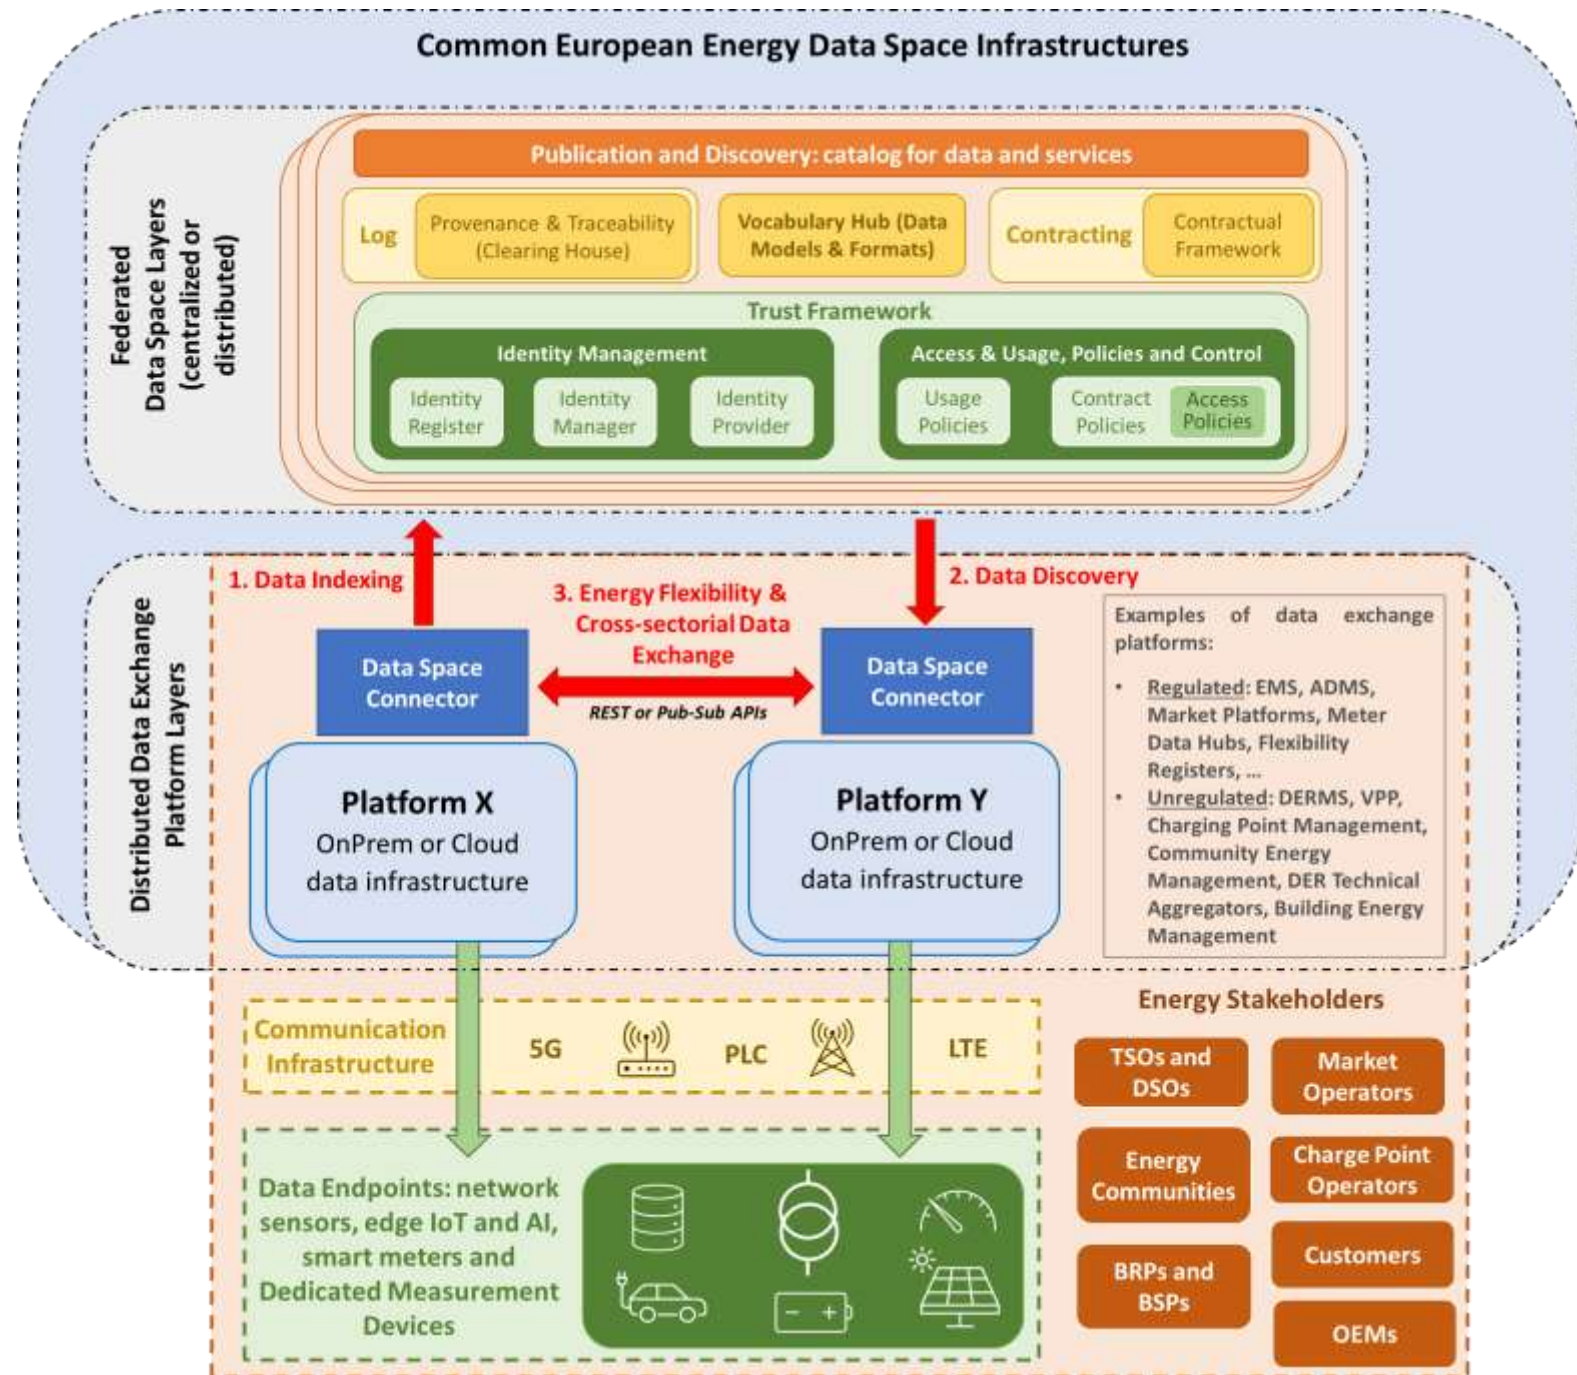 Common European Energy Data Space Infrastructures
Federated
Data Space Layers
(centralized or
distributed)
Publication and Discovery: catalog for data and services
Log
Provenance & Traceability
(Clearing House)
Vocabulary Hub (Data
Models & Formats)
Contracting
Contractual
Framework
Trust Framework
Identity Management
Identity
Register
Identity
Manager
Identity
Provider
Access & Usage, Policies and Control
Usage
Policies
Contract
Policies
Access
Policies
Distributed Data Exchange
Platform Layers
1. Data Indexing
2. Data Discovery
3. Energy Flexibility &
Cross-sectorial Data
Exchange
REST or Pub-Sub APIs
Data Space
Connector
Data Space
Connector
Platform X
OnPrem or Cloud
data infrastructure
Platform Y
OnPrem or Cloud
data infrastructure
Examples of data exchange
platforms:
• Regulated: EMS, ADMS,
Market Platforms, Meter
Data Hubs, Flexibility
Registers, ...
• Unregulated: DERMS, VPP,
Charging Point Management,
Community Energy
Management, DER Technical
Aggregators, Building Energy
Management
Communication
Infrastructure
5G
PLC
LTE
Data Endpoints: network
sensors, edge IoT and AI,
smart meters and
Dedicated Measurement
Devices
− +
Energy Stakeholders
TSOs and
DSOs
Market
Operators
Energy
Communities
Charge Point
Operators
BRPs and
BSPs
Customers
OEMs